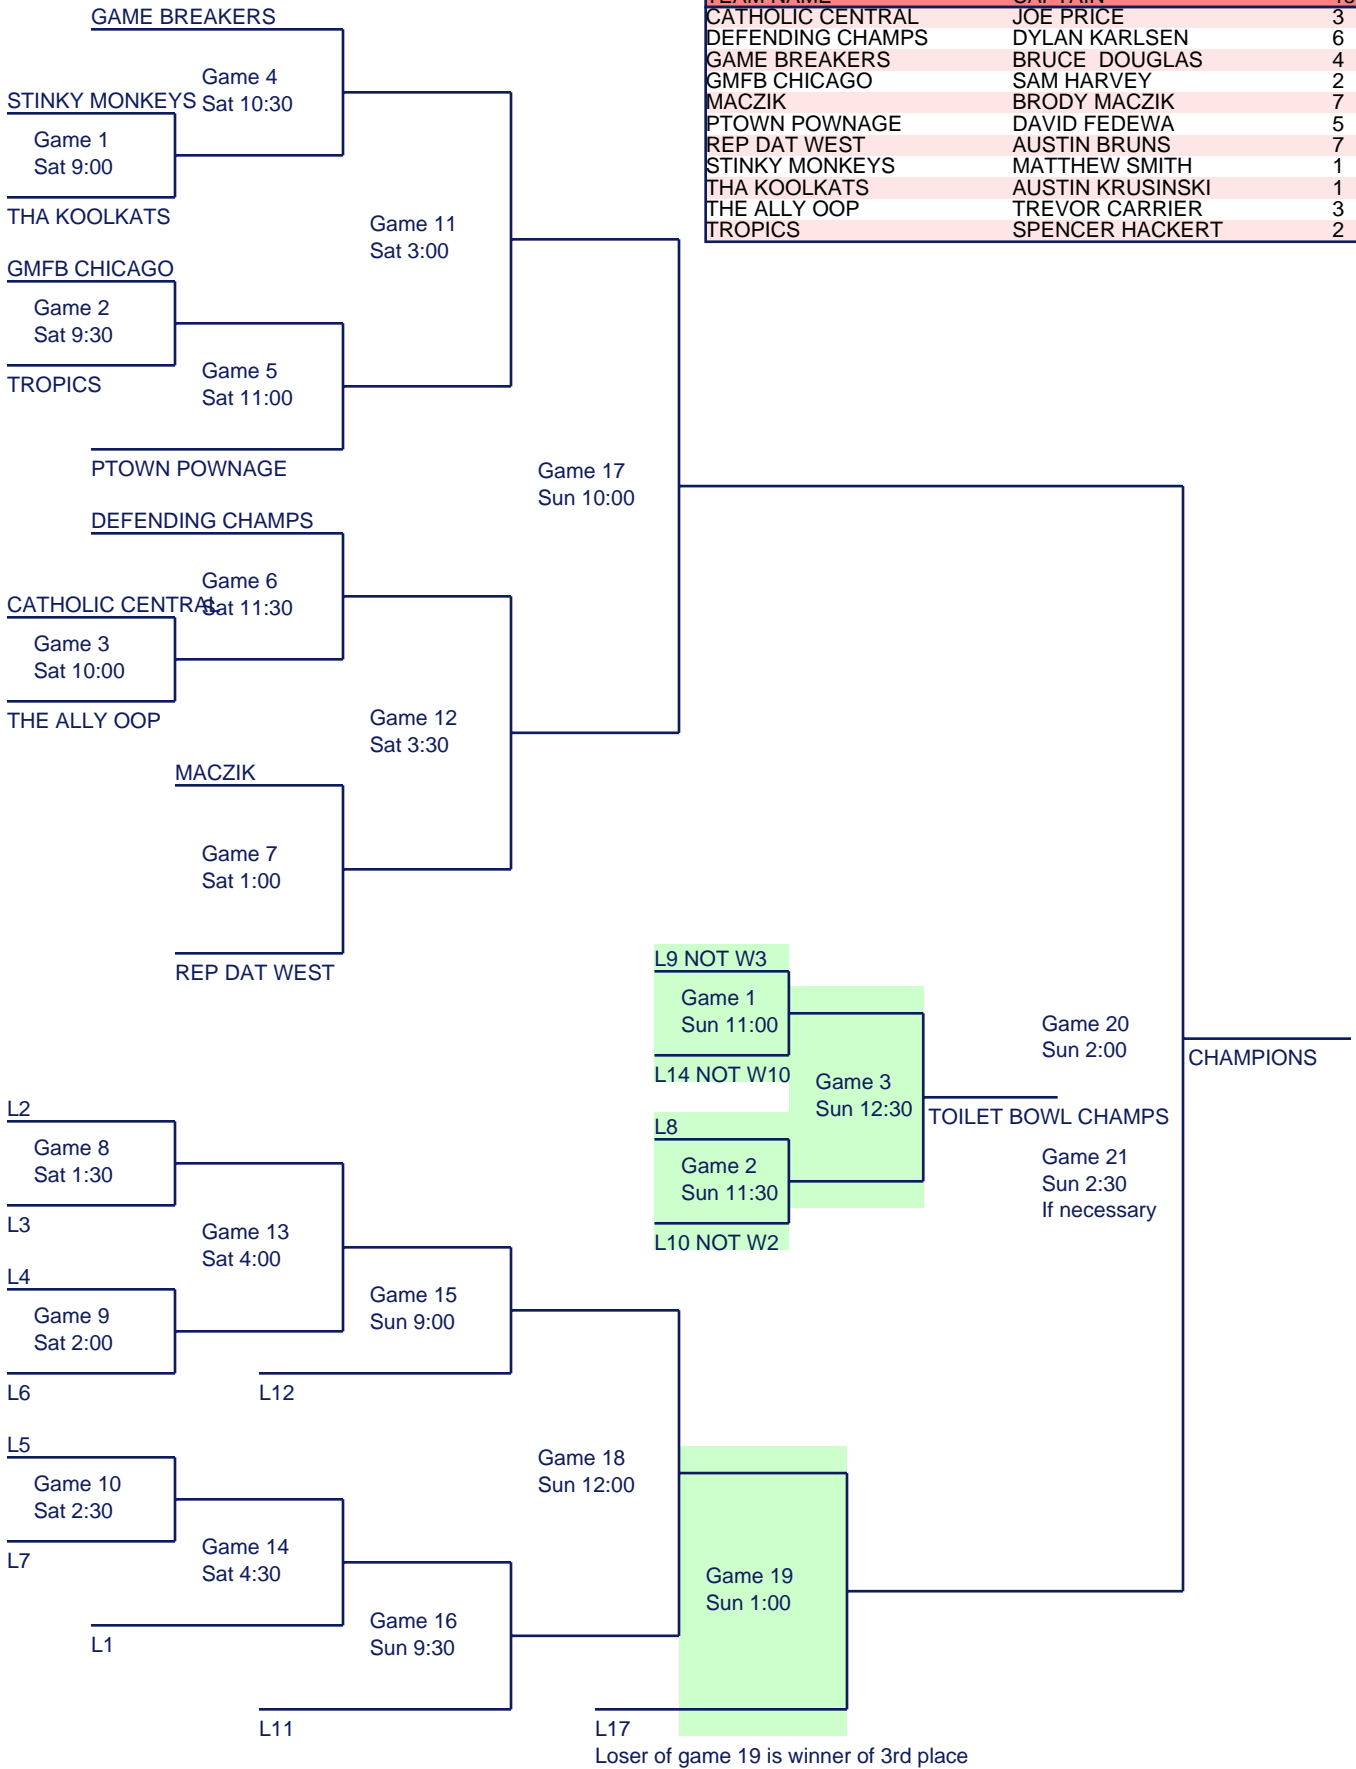 GAME BREAKERS
Game 4
Sat 10:30
STINKY MONKEYS
Game 1
Sat 9:00
THA KOOLKATS
Game 11
Sat 3:00
GMFB CHICAGO
Game 2
Sat 9:30
TROPICS
Game 5
Sat 11:00
PTOWN POWNAGE
Game 17
Sun 10:00
DEFENDING CHAMPS
Game 6
Sat 11:30
CATHOLIC CENTRAL
Game 3
Sat 10:00
THE ALLY OOP
Game 12
Sat 3:30
MACZIK
Game 7
Sat 1:00
REP DAT WEST
TEAM NAME CAPTAIN
CATHOLIC CENTRAL JOE PRICE 3
DEFENDING CHAMPS DYLAN KARLSEN 6
GAME BREAKERS BRUCE DOUGLAS 4
GMFB CHICAGO SAM HARVEY 2
MACZIK BRODY MACZIK 7
PTOWN POWNAGE DAVID FEDEWA 5
REP DAT WEST AUSTIN BRUNS 7
STINKY MONKEYS MATTHEW SMITH 1
THA KOOLKATS AUSTIN KRUSINSKI 1
THE ALLY OOP TREVOR CARRIER 3
TROPICS SPENCER HACKERT 2
L9 NOT W3
Game 1
Sun 11:00
L14 NOT W10
Game 3
Sun 12:30
L8
Game 2
Sun 11:30
L10 NOT W2
TOILET BOWL CHAMPS
Game 20
Sun 2:00
CHAMPIONS
Game 21
Sun 2:30
If necessary
L2
Game 8
Sat 1:30
L3
Game 13
Sat 4:00
L4
Game 9
Sat 2:00
L6
Game 15
Sun 9:00
L12
L5
Game 10
Sat 2:30
L7
Game 14
Sat 4:30
L1
Game 16
Sun 9:30
L11
Game 18
Sun 12:00
Game 19
Sun 1:00
L17
Loser of game 19 is winner of 3rd place